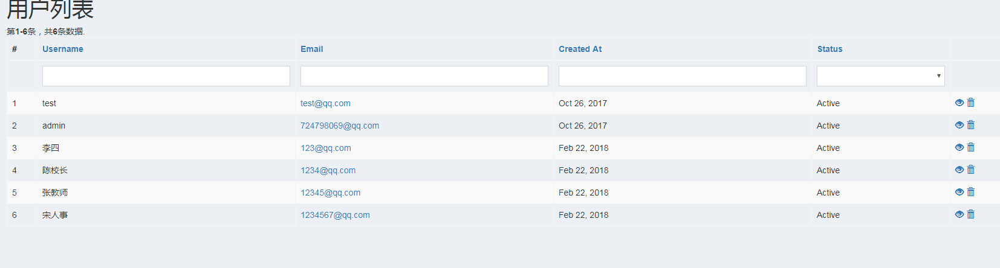 用户列表
第1-6条，共6条数据.
# Username Email Created At Status
1 test test@qq.com Oct 26, 2017 Active
2 admin 724798069@qq.com Oct 26, 2017 Active
3 李四 123@qq.com Feb 22, 2018 Active
4 陈校长 1234@qq.com Feb 22, 2018 Active
5 张教师 12345@qq.com Feb 22, 2018 Active
6 宋人事 1234567@qq.com Feb 22, 2018 Active